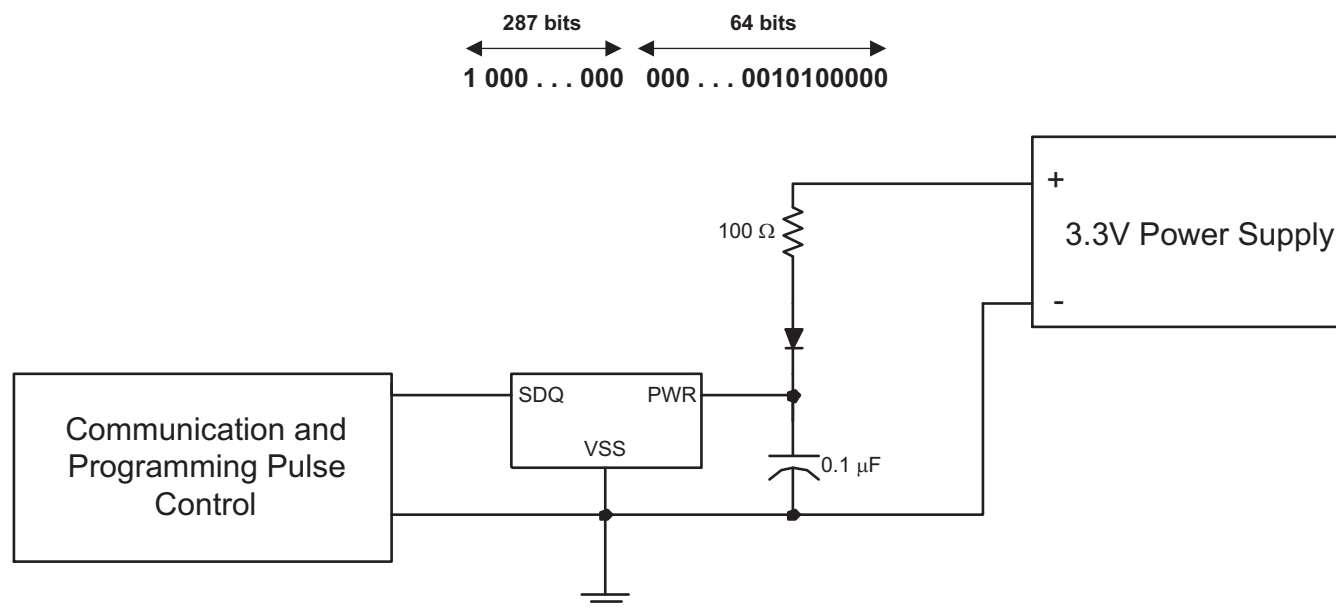 287 bits 64 bits
1 000 . . . 000 000 . . . 0010100000
+
100 Ω
3.3V Power Supply
-
SDQ PWR
VSS
Communication and
Programming Pulse
Control
0.1 μF